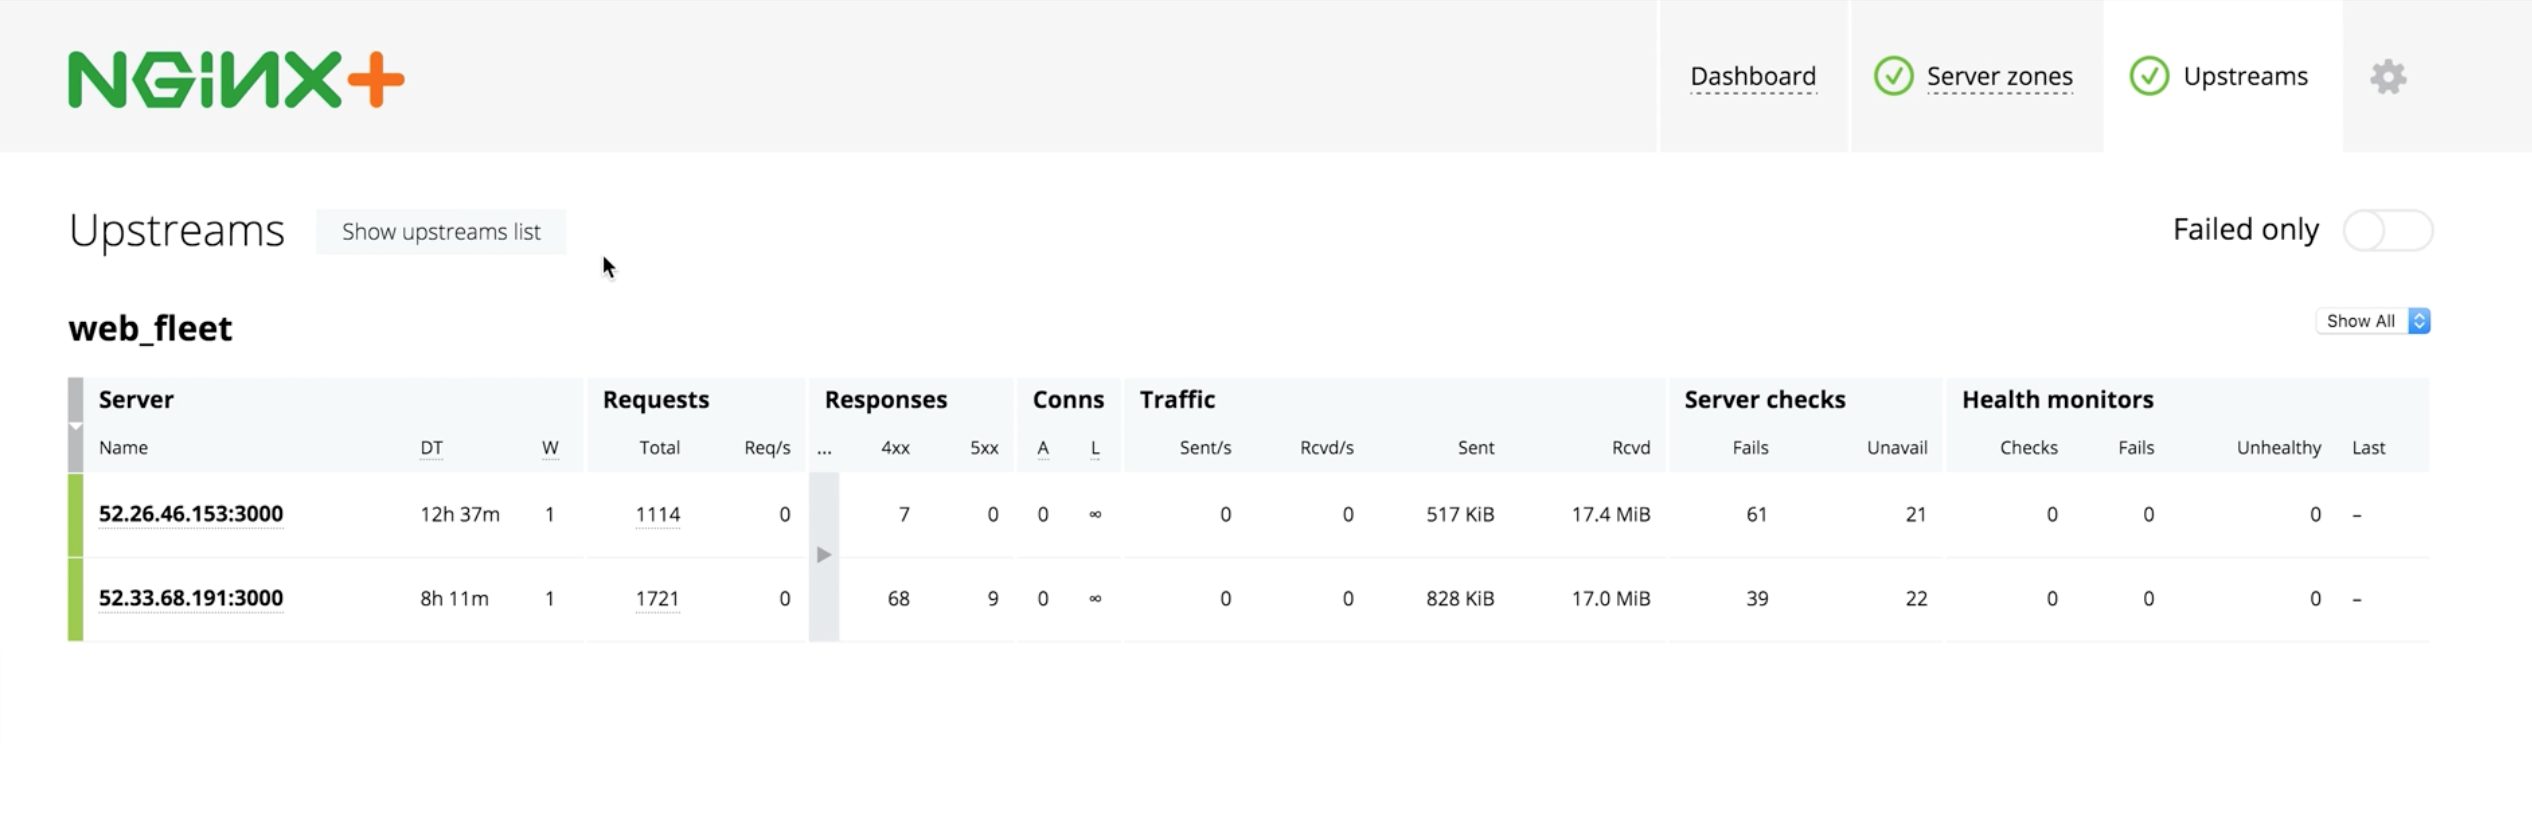 NGiNX+
Dashboard Server zones Upstreams
Upstreams Show upstreams list Failed only
web_fleet Show All
Server Requests Responses Conns Traffic Server checks Health monitors
Name DT W Total Req/s ... 4xx 5xx A L Sent/s Rcvd/s Sent Rcvd Fails Unavail Checks Fails Unhealthy Last
52.26.46.153:3000 12h 37m 1 1114 0 7 0 0 ∞ 0 0 517 KiB 17.4 MiB 61 21 0 0 0 –
52.33.68.191:3000 8h 11m 1 1721 0 68 9 0 ∞ 0 0 828 KiB 17.0 MiB 39 22 0 0 0 –